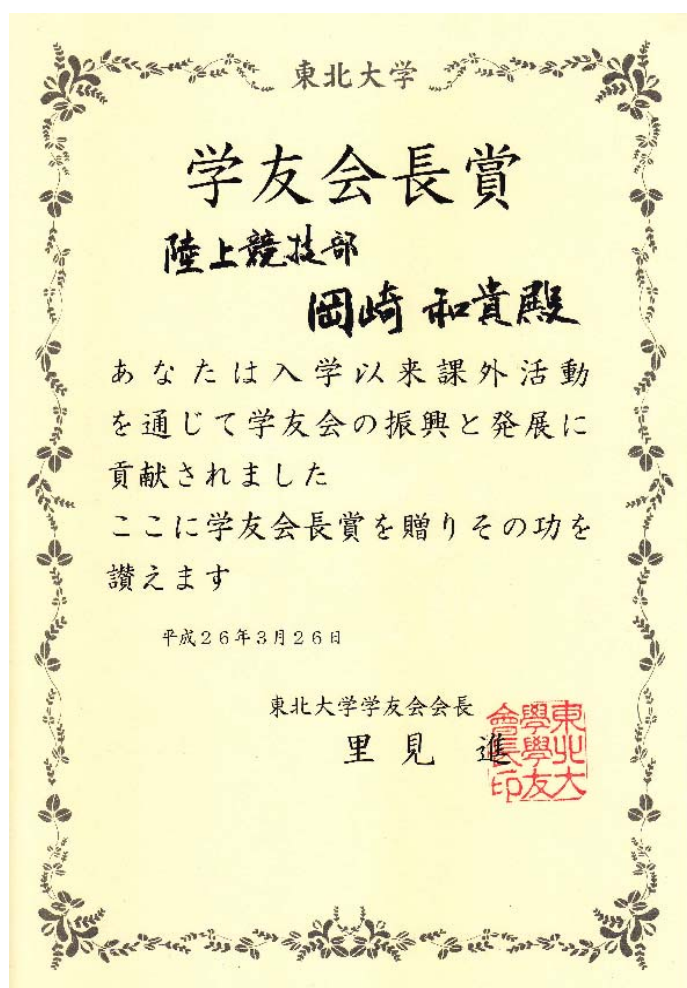 東北大学
学友会長賞
陸上競技部
岡崎 和貴殿
あなたは入学以来課外活動
を通じて学友会の振興と発展に
貢献されました
ここに学友会長賞を贈りその功を
讃えます
平成26年3月26日
東北大学学友会会長
里見 進
東北大
學學友
會長印